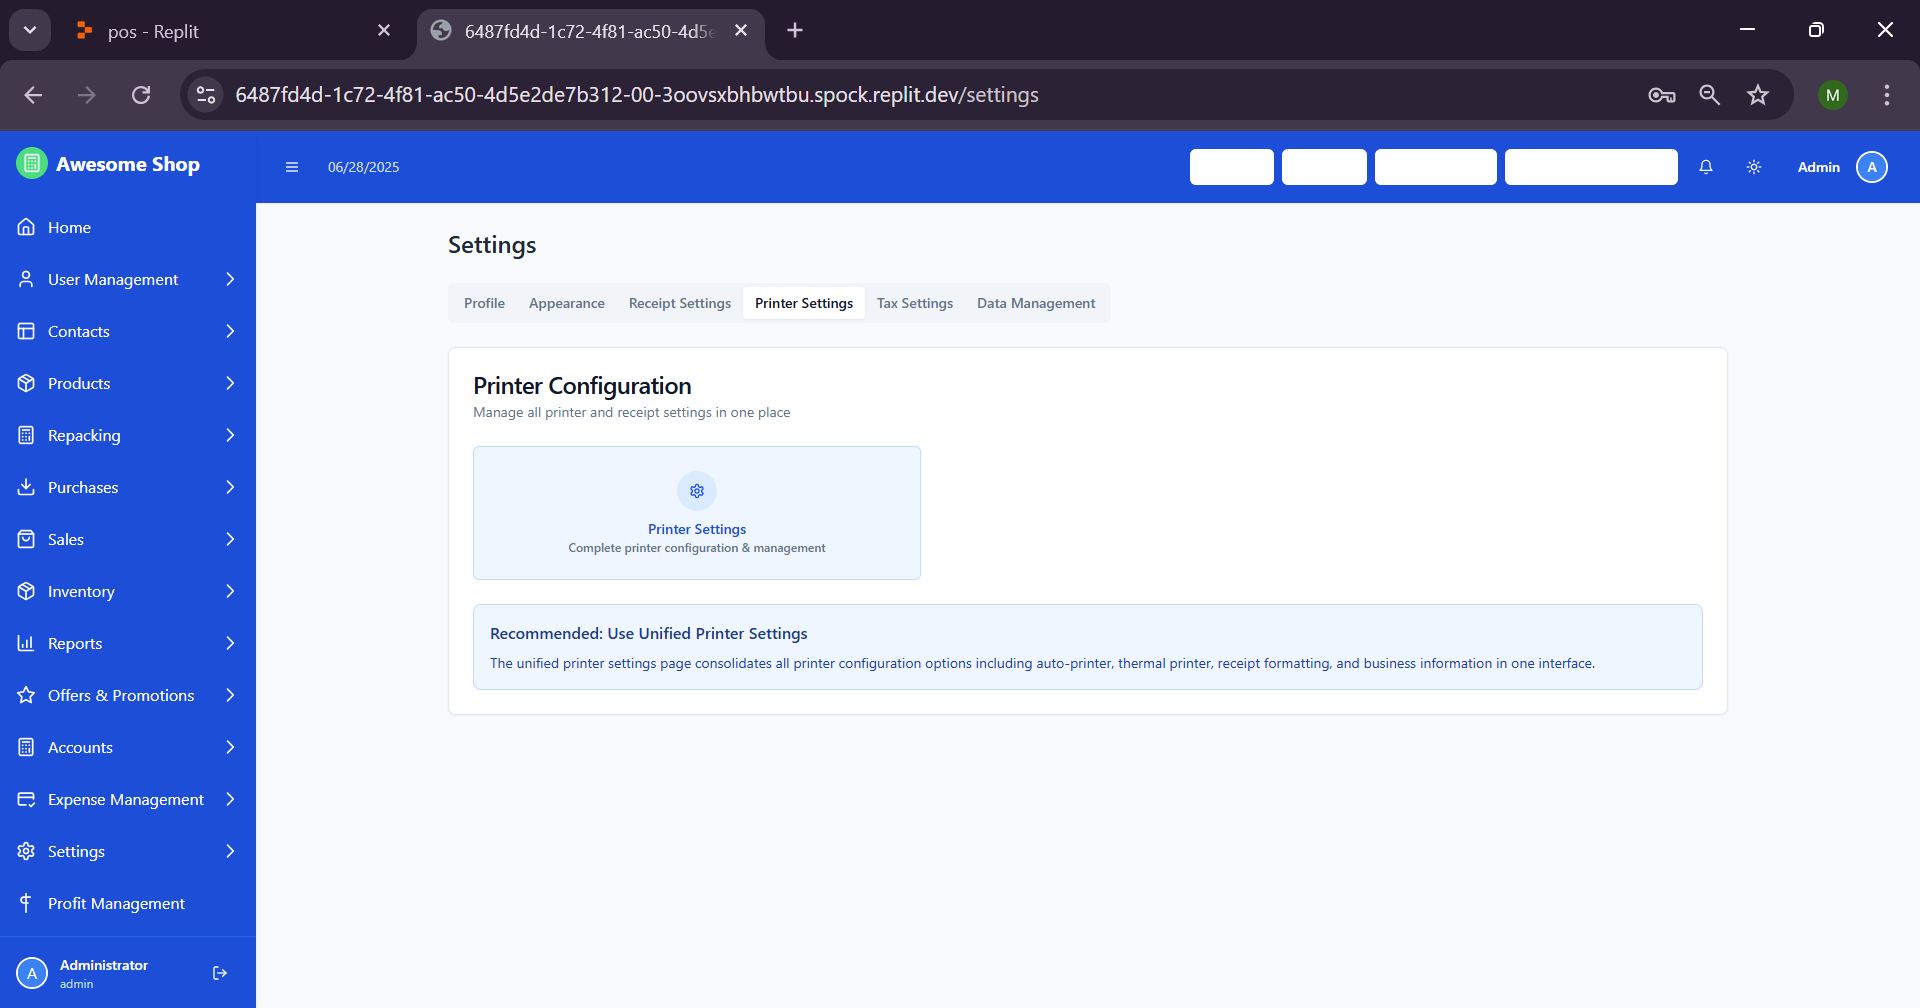 pos - Replit
6487fd4d-1c72-4f81-ac50-4d5e
6487fd4d-1c72-4f81-ac50-4d5e2de7b312-00-3oovsxbhbwtbu.spock.replit.dev/settings
M
Awesome Shop
06/28/2025
Admin
A
Home
User Management
Contacts
Products
Repacking
Purchases
Sales
Inventory
Reports
Offers & Promotions
Accounts
Expense Management
Settings
Profit Management
A
Administrator
admin
Settings
Profile Appearance Receipt Settings Printer Settings Tax Settings Data Management
Printer Configuration
Manage all printer and receipt settings in one place
Printer Settings
Complete printer configuration & management
Recommended: Use Unified Printer Settings
The unified printer settings page consolidates all printer configuration options including auto-printer, thermal printer, receipt formatting, and business information in one interface.